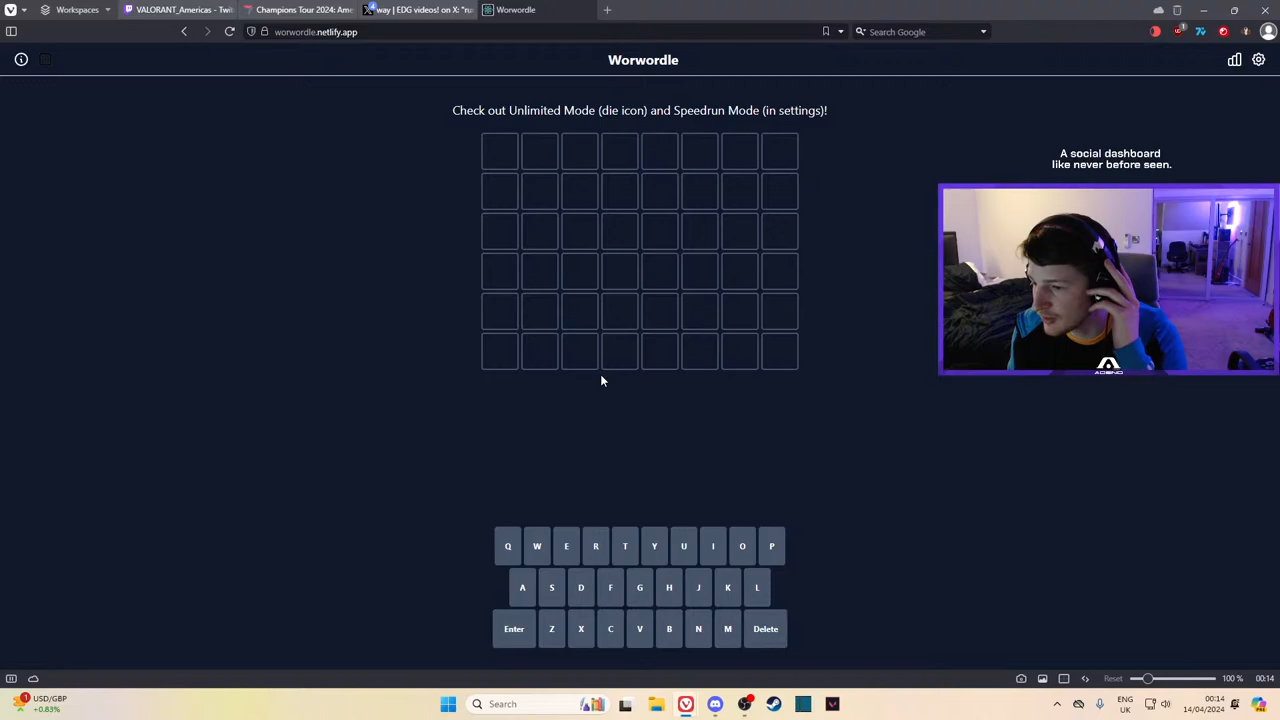 Workspaces
VALORANT_Americas - Twit
Champions Tour 2024: Ame
way | EDG videos! on X: "ru
Worwordle
worwordle.netlify.app
Search Google
Worwordle
Check out Unlimited Mode (die icon) and Speedrun Mode (in settings)!
A social dashboard
like never before seen.
Q W E R T Y U I O P
A S D F G H J K L
Enter Z X C V B N M Delete
Reset 100 % 00:14
USD/GBP
+0.83%
Search
ENG
UK
00:14
14/04/2024